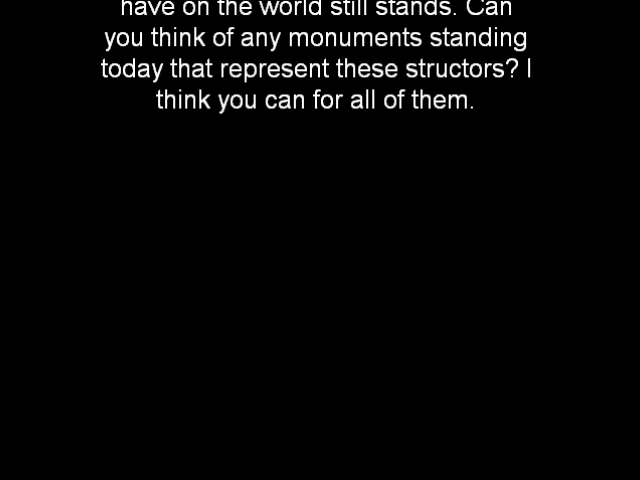 have on the world still stands. Can
you think of any monuments standing
today that represent these structors? I
think you can for all of them.